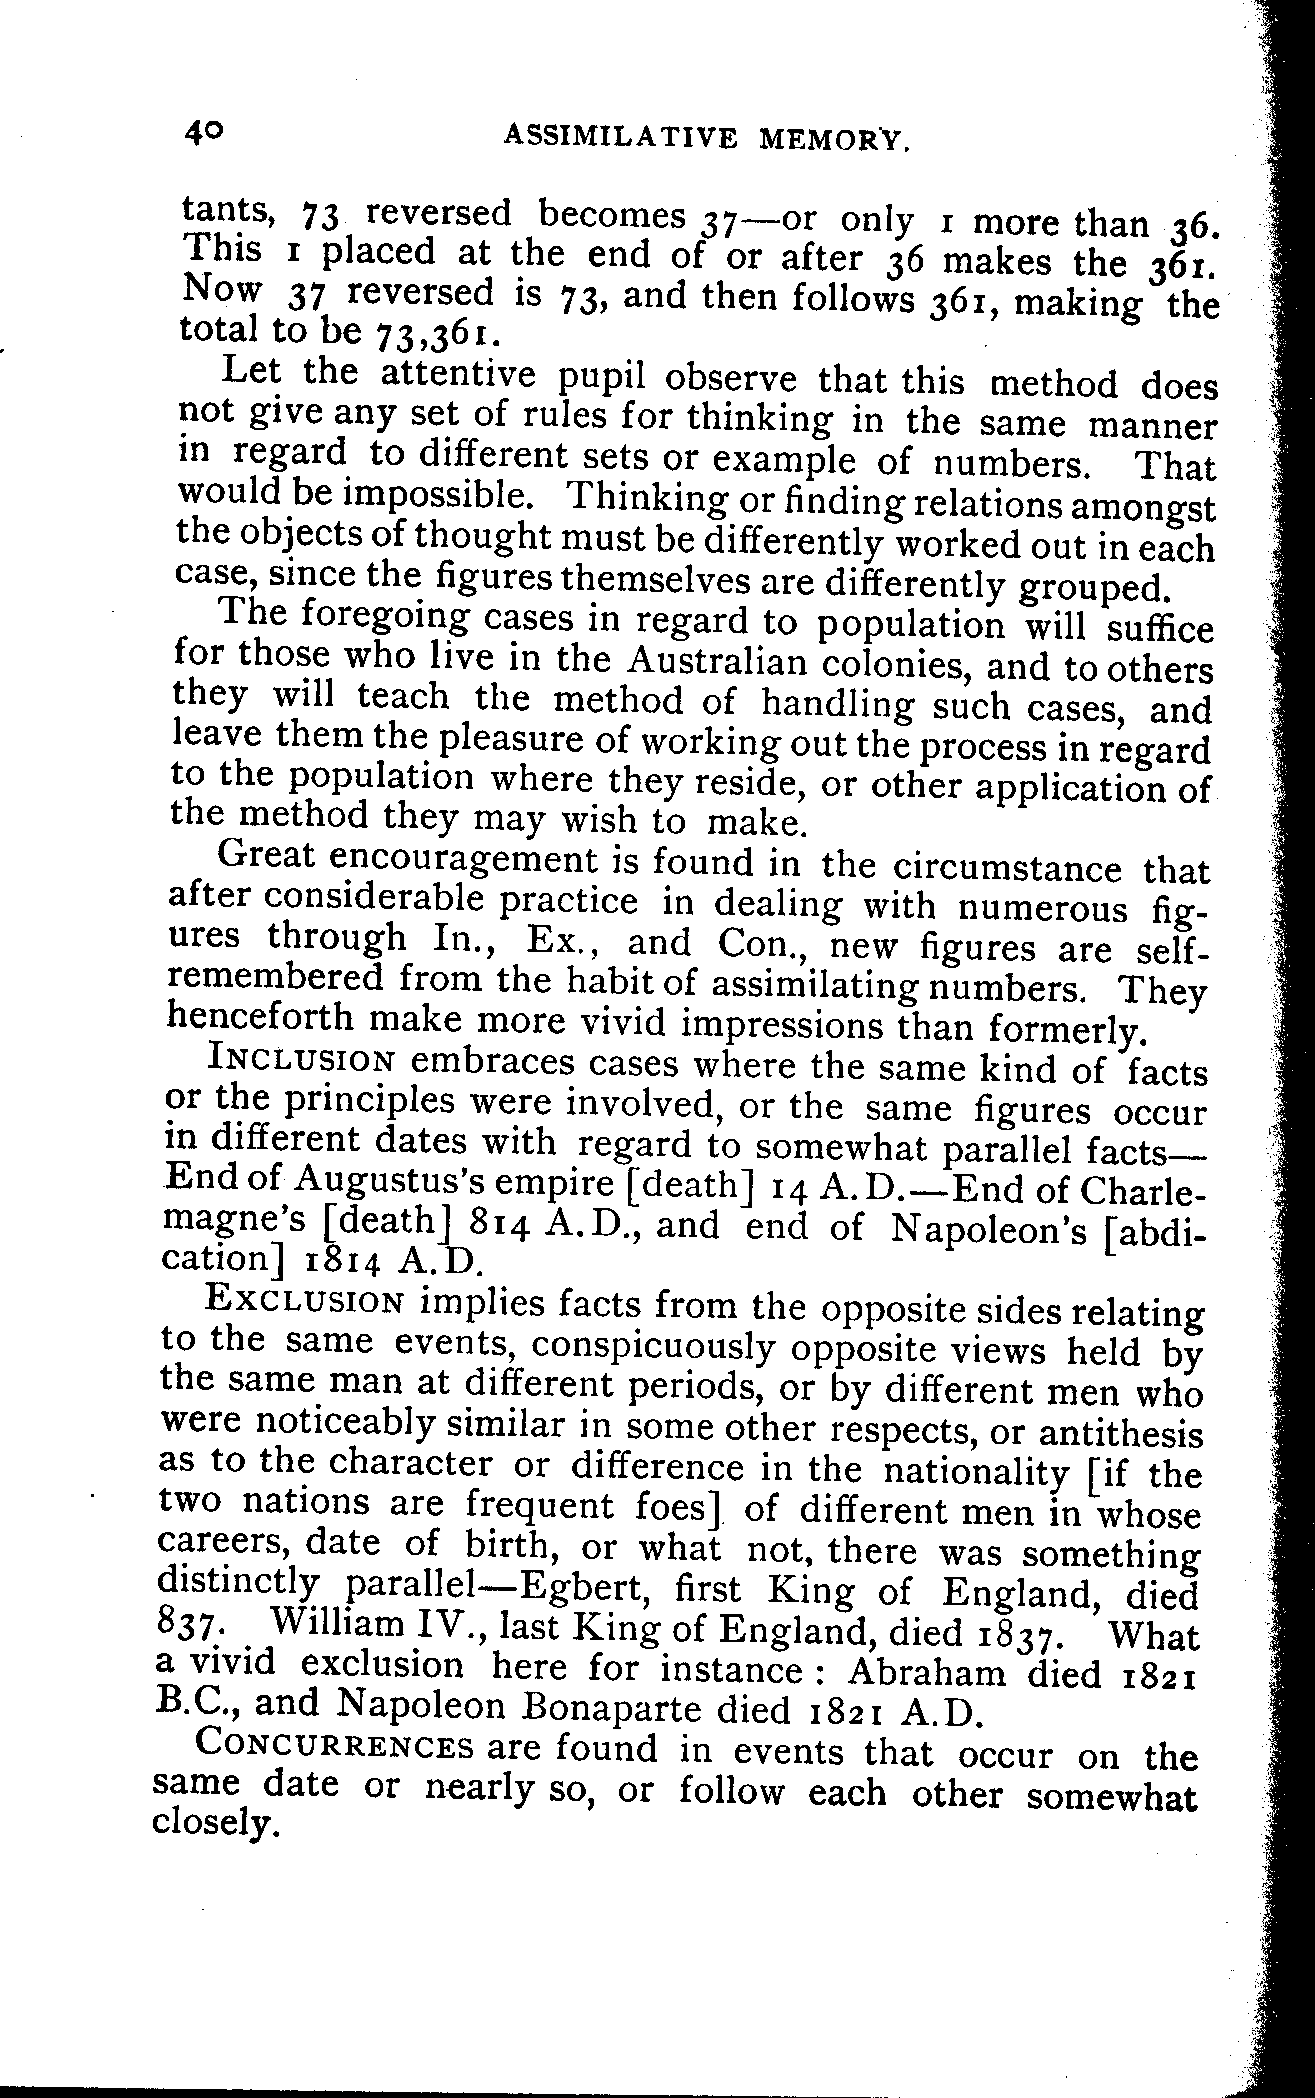 40 ASSIMILATIVE MEMORY.
tants, 73 reversed becomes 37—or only 1 more than 36.
This 1 placed at the end of or after 36 makes the 361.
Now 37 reversed is 73, and then follows 361, making the
total to be 73,361.
Let the attentive pupil observe that this method does
not give any set of rules for thinking in the same manner
in regard to different sets or example of numbers. That
would be impossible. Thinking or finding relations amongst
the objects of thought must be differently worked out in each
case, since the figures themselves are differently grouped.
The foregoing cases in regard to population will suffice
for those who live in the Australian colonies, and to others
they will teach the method of handling such cases, and
leave them the pleasure of working out the process in regard
to the population where they reside, or other application of
the method they may wish to make.
Great encouragement is found in the circumstance that
after considerable practice in dealing with numerous fig-
ures through In., Ex., and Con., new figures are self-
remembered from the habit of assimilating numbers. They
henceforth make more vivid impressions than formerly.
INCLUSION embraces cases where the same kind of facts
or the principles were involved, or the same figures occur
in different dates with regard to somewhat parallel facts—
End of Augustus's empire [death] 14 A.D.—End of Charle-
magne's [death] 814 A.D., and end of Napoleon's [abdi-
cation] 1814 A.D.
EXCLUSION implies facts from the opposite sides relating
to the same events, conspicuously opposite views held by
the same man at different periods, or by different men who
were noticeably similar in some other respects, or antithesis
as to the character or difference in the nationality [if the
two nations are frequent foes] of different men in whose
careers, date of birth, or what not, there was something
distinctly parallel—Egbert, first King of England, died
837. William IV., last King of England, died 1837. What
a vivid exclusion here for instance: Abraham died 1821
B.C., and Napoleon Bonaparte died 1821 A.D.
CONCURRENCES are found in events that occur on the
same date or nearly so, or follow each other somewhat
closely.